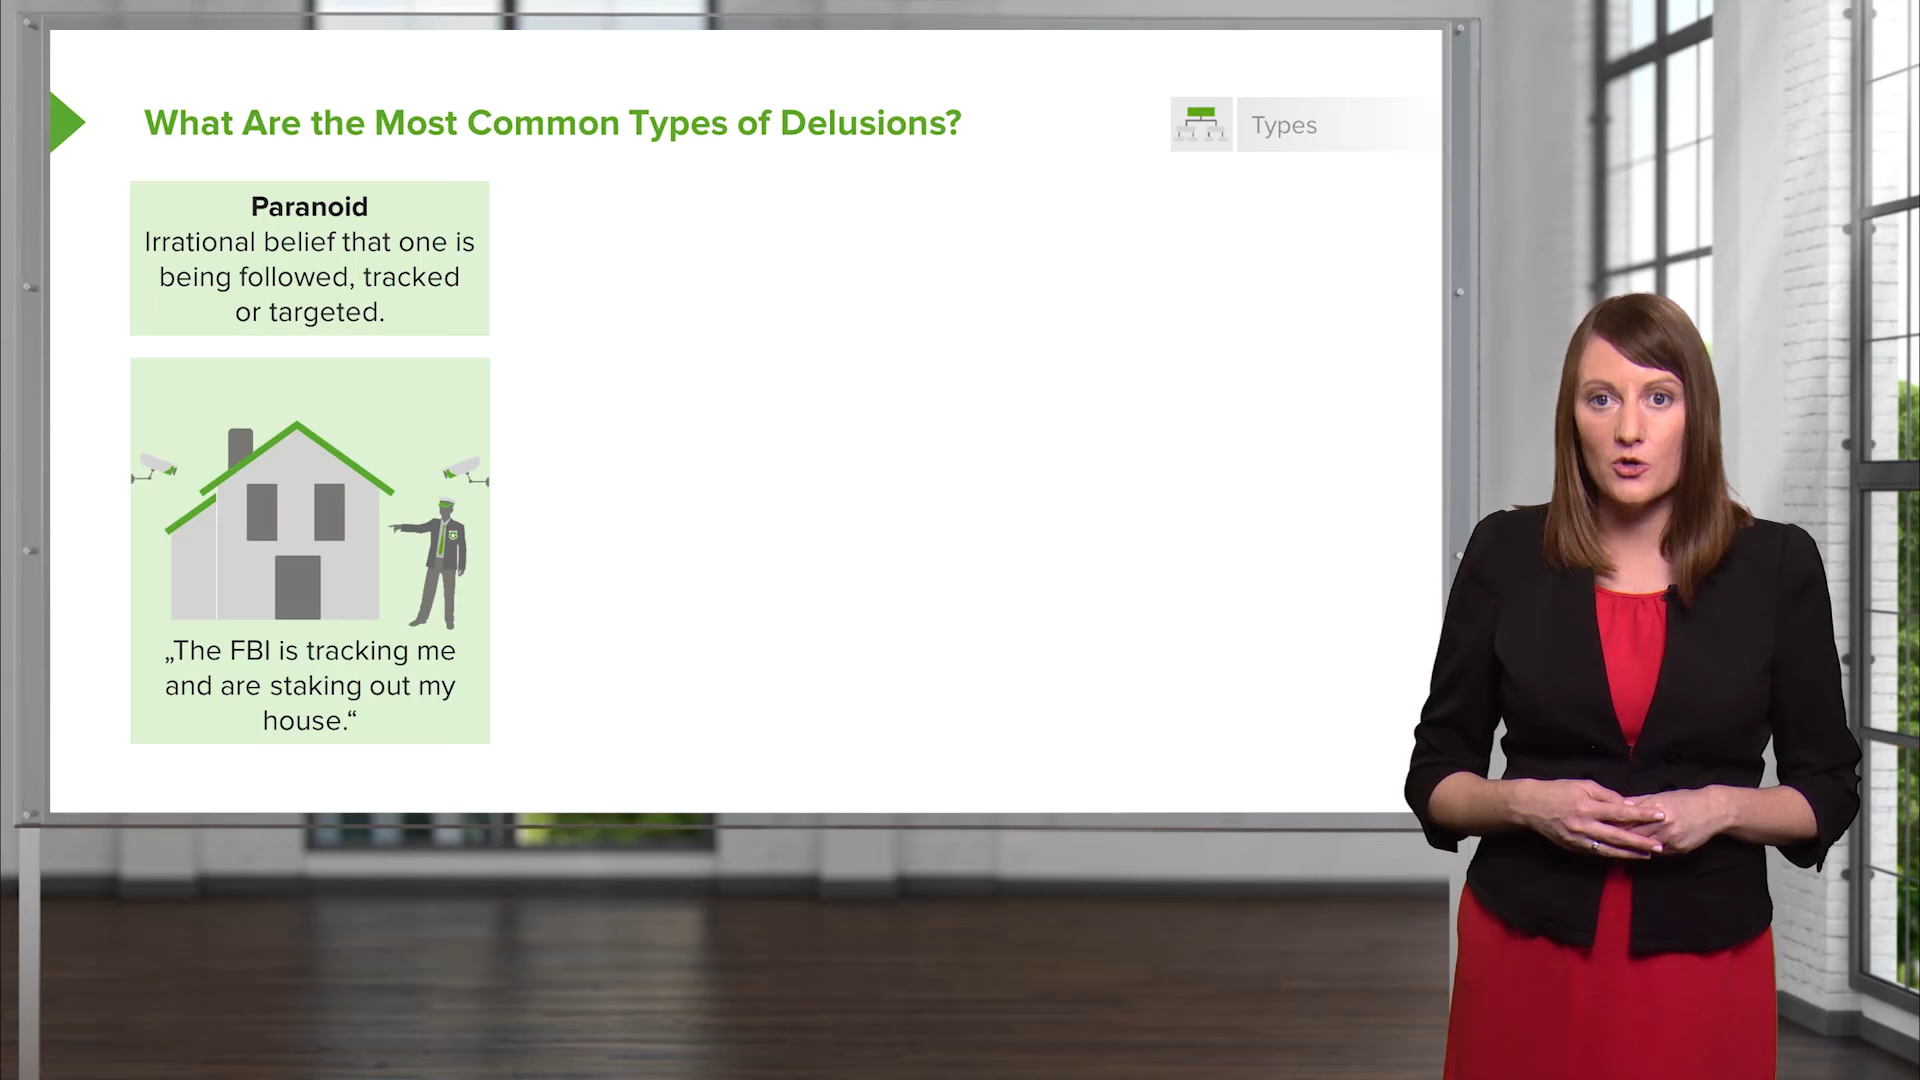 What Are the Most Common Types of Delusions?
Types
Paranoid
Irrational belief that one is
being followed, tracked
or targeted.
„The FBI is tracking me
and are staking out my
house.“